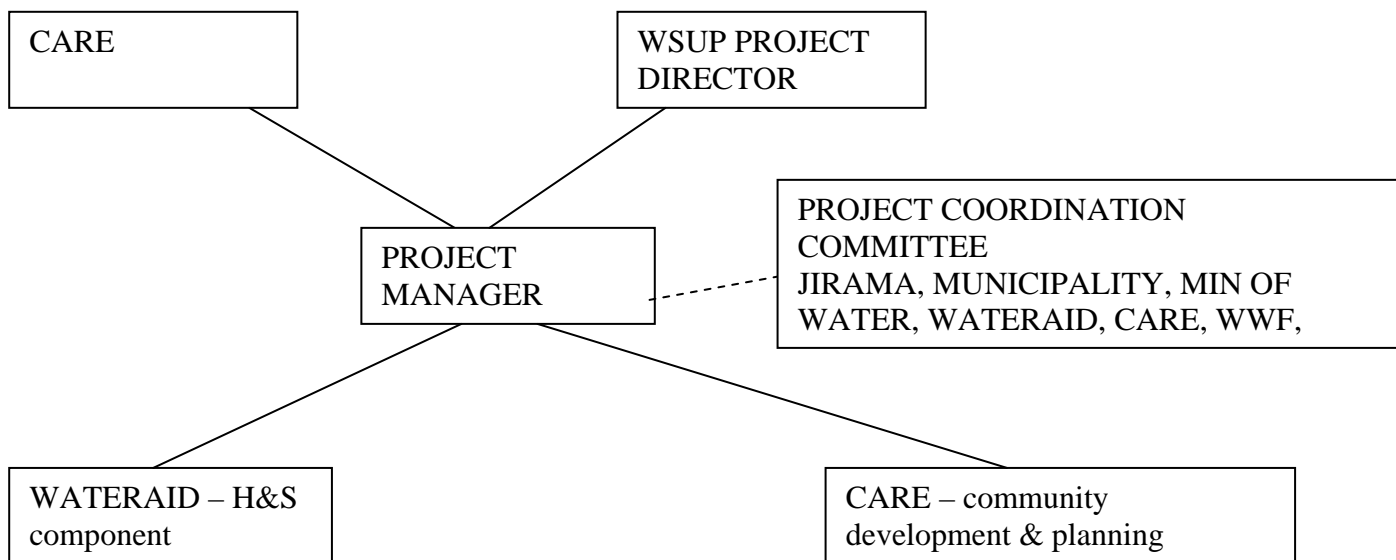 CARE
WSUP PROJECT
DIRECTOR
PROJECT COORDINATION
COMMITTEE
JIRAMA, MUNICIPALITY, MIN OF
WATER, WATERAID, CARE, WWF,
PROJECT
MANAGER
WATERAID – H&S
component
CARE – community
development & planning